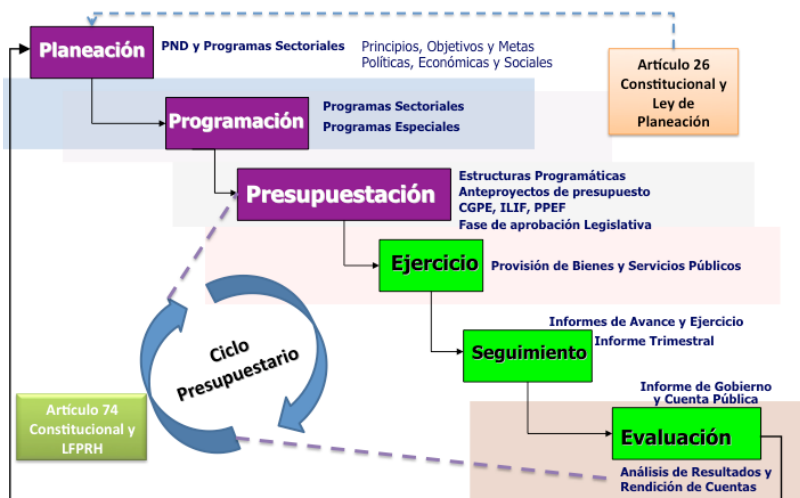 Planeación
PND y Programas Sectoriales
Principios, Objetivos y Metas
Políticas, Económicas y Sociales
Artículo 26
Constitucional y
Ley de
Planeación
Programación
Programas Sectoriales
Programas Especiales
Presupuestación
Estructuras Programáticas
Anteproyectos de presupuesto
CGPE, ILIF, PPEF
Fase de aprobación Legislativa
Ejercicio
Provisión de Bienes y Servicios Públicos
Ciclo
Presupuestario
Seguimiento
Informes de Avance y Ejercicio
Informe Trimestral
Artículo 74
Constitucional y
LFPRH
Informe de Gobierno
y Cuenta Pública
Evaluación
Análisis de Resultados y
Rendición de Cuentas